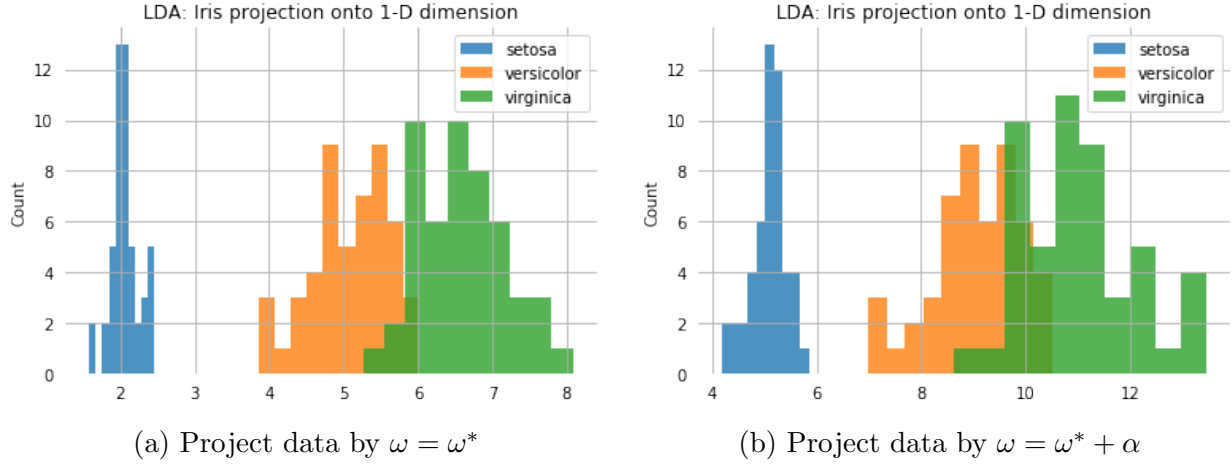 LDA: Iris projection onto 1-D dimension
setosa
versicolor
virginica
Count
12
10
8
6
4
2
0
2
3
4
5
6
7
8
(a) Project data by ω = ω*
LDA: Iris projection onto 1-D dimension
setosa
versicolor
virginica
Count
12
10
8
6
4
2
0
4
6
8
10
12
(b) Project data by ω = ω* + α